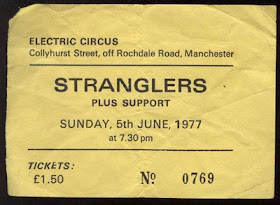 ELECTRIC CIRCUS
Collyhurst Street, off Rochdale Road, Manchester
STRANGLERS
PLUS SUPPORT
SUNDAY, 5th JUNE, 1977
at 7.30 pm
TICKETS:
£1.50 Nº 0769